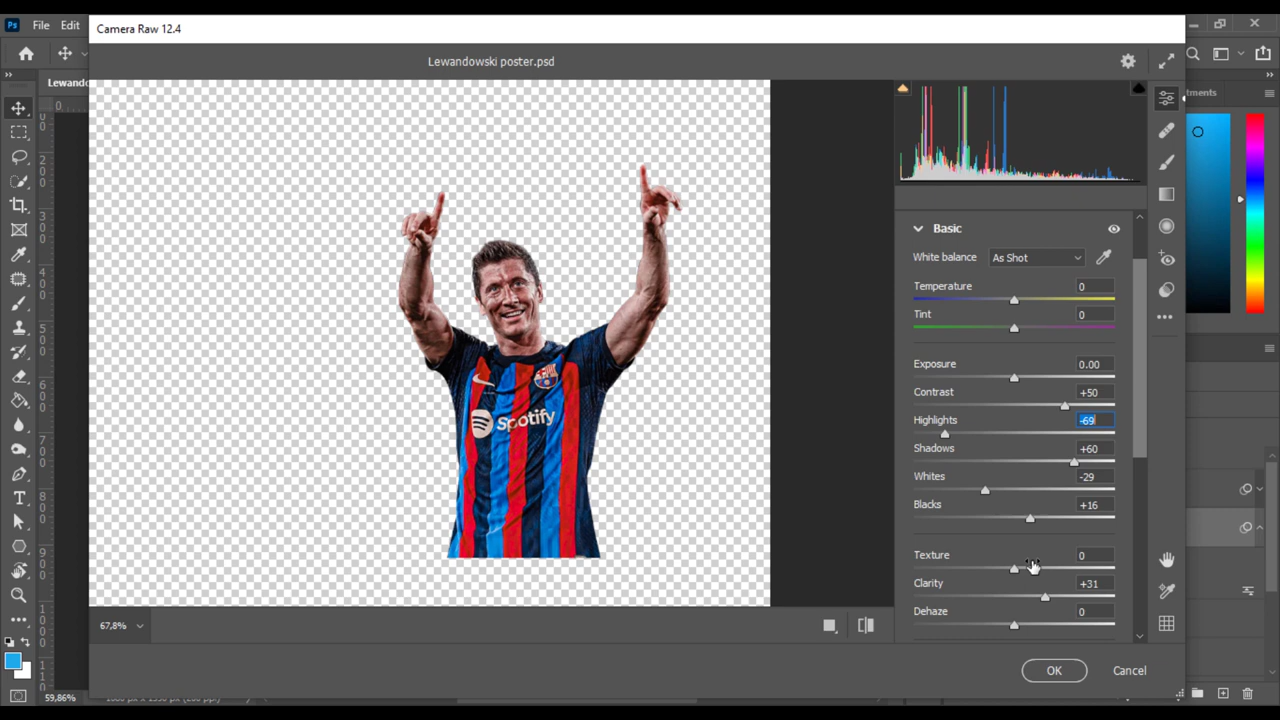 Camera Raw 12.4
Ps File Edit
Lewandowski poster.psd
Lewando
tments
Basic
White balance As Shot
Temperature 0
Tint 0
Exposure 0.00
Contrast +50
Highlights -69
Shadows +60
Whites -29
Blacks +16
Texture 0
Clarity +31
Dehaze 0
Spotify
67,8%
OK Cancel
59,86%